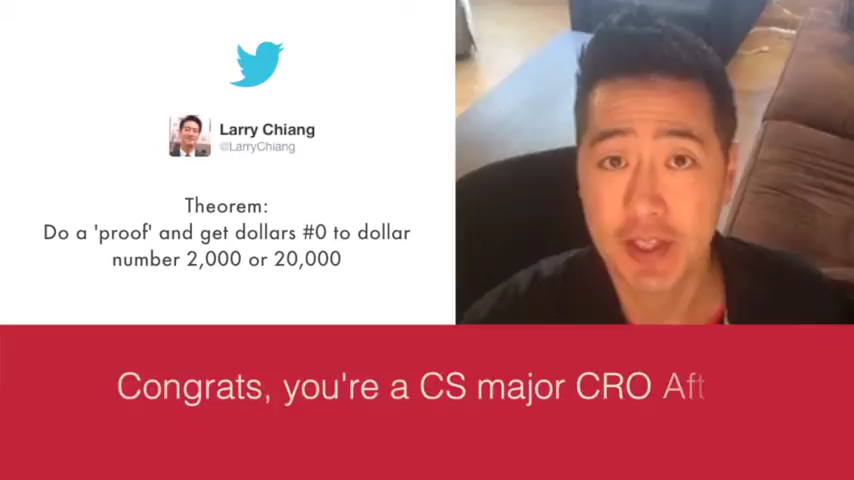 Larry Chiang
@LarryChiang
Theorem:
Do a 'proof' and get dollars #0 to dollar
number 2,000 or 20,000
Congrats, you're a CS major CRO Aft